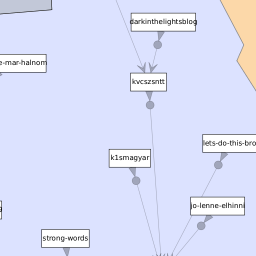 darkinthelightsblog
e-mar-halnom
kvcszsntt
lets-do-this-bro
k1smagyar
jo-lenne-elhinni
strong-words